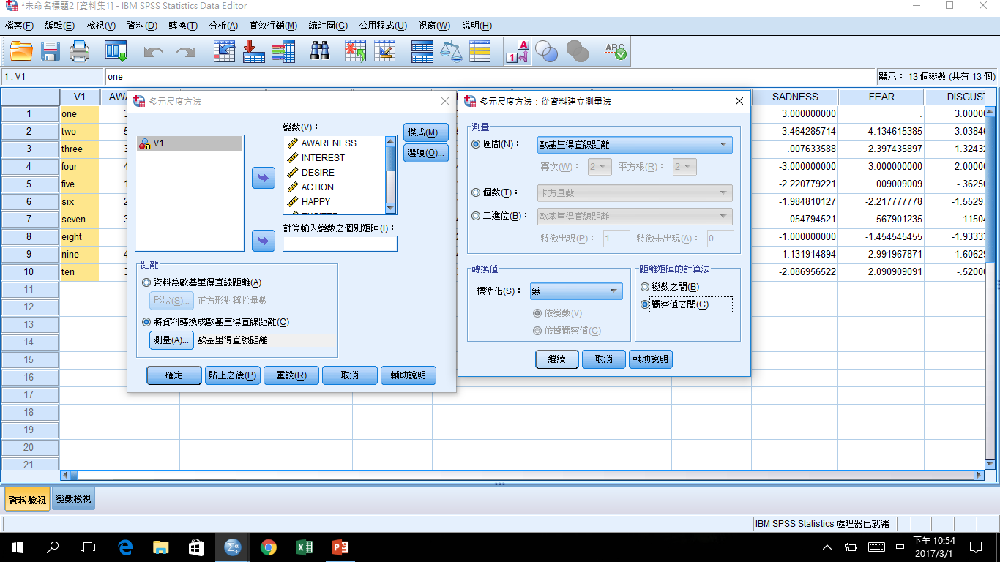 *未命名標題2 [資料集1] - IBM SPSS Statistics Data Editor
檔案(F) 編輯(E) 檢視(V) 資料(D) 轉換(T) 分析(A) 直效行銷(M) 統計圖(G) 公用程式(U) 視窗(W) 說明(H)
1 : V1 one 顯示： 13 個變數 (共有 13 個)
V1 SADNESS FEAR DISGUST
1 one 3.000000000 . 3.0000
2 two 3.464285714 4.134615385 3.0384
3 three .007633588 2.397435897 1.3243
4 four -3.000000000 3.000000000 2.0000
5 five -2.220779221 .009009009 -.3625
6 six -1.984810127 -2.217777778 -1.5529
7 seven .054794521 -.567901235 .11504
8 eight -1.000000000 -1.454545455 -1.9333
9 nine 1.131914894 2.991967871 1.6062
10 ten -2.086956522 2.090909091 -.5200
11
12
13
14
15
16
17
18
19
20
21
多元尺度方法
V1
變數(V)：
AWARENESS
INTEREST
DESIRE
ACTION
HAPPY
模式(M)...
選項(O)...
計算輸入變數之個別矩陣(I)：
距離
資料為歐基里得直線距離(A)
形狀(S)... 正方形對稱性量數
將資料轉換成歐基里得直線距離(C)
測量(A)... 歐基里得直線距離
確定 貼上之後(P) 重設(R) 取消 輔助說明
多元尺度方法：從資料建立測量法
測量
區間(N)： 歐基里得直線距離
冪次(W)： 2 平方根(R)： 2
個數(T)： 卡方量數
二進位(B)： 歐基里得直線距離
特徵出現(P)： 1 特徵未出現(A)： 0
轉換值
標準化(S)： 無
依變數(V)
依據觀察值(C)
距離矩陣的計算法
變數之間(B)
觀察值之間(C)
繼續 取消 輔助說明
資料檢視 變數檢視
IBM SPSS Statistics 處理器已就緒
中 下午 10:54
2017/3/1